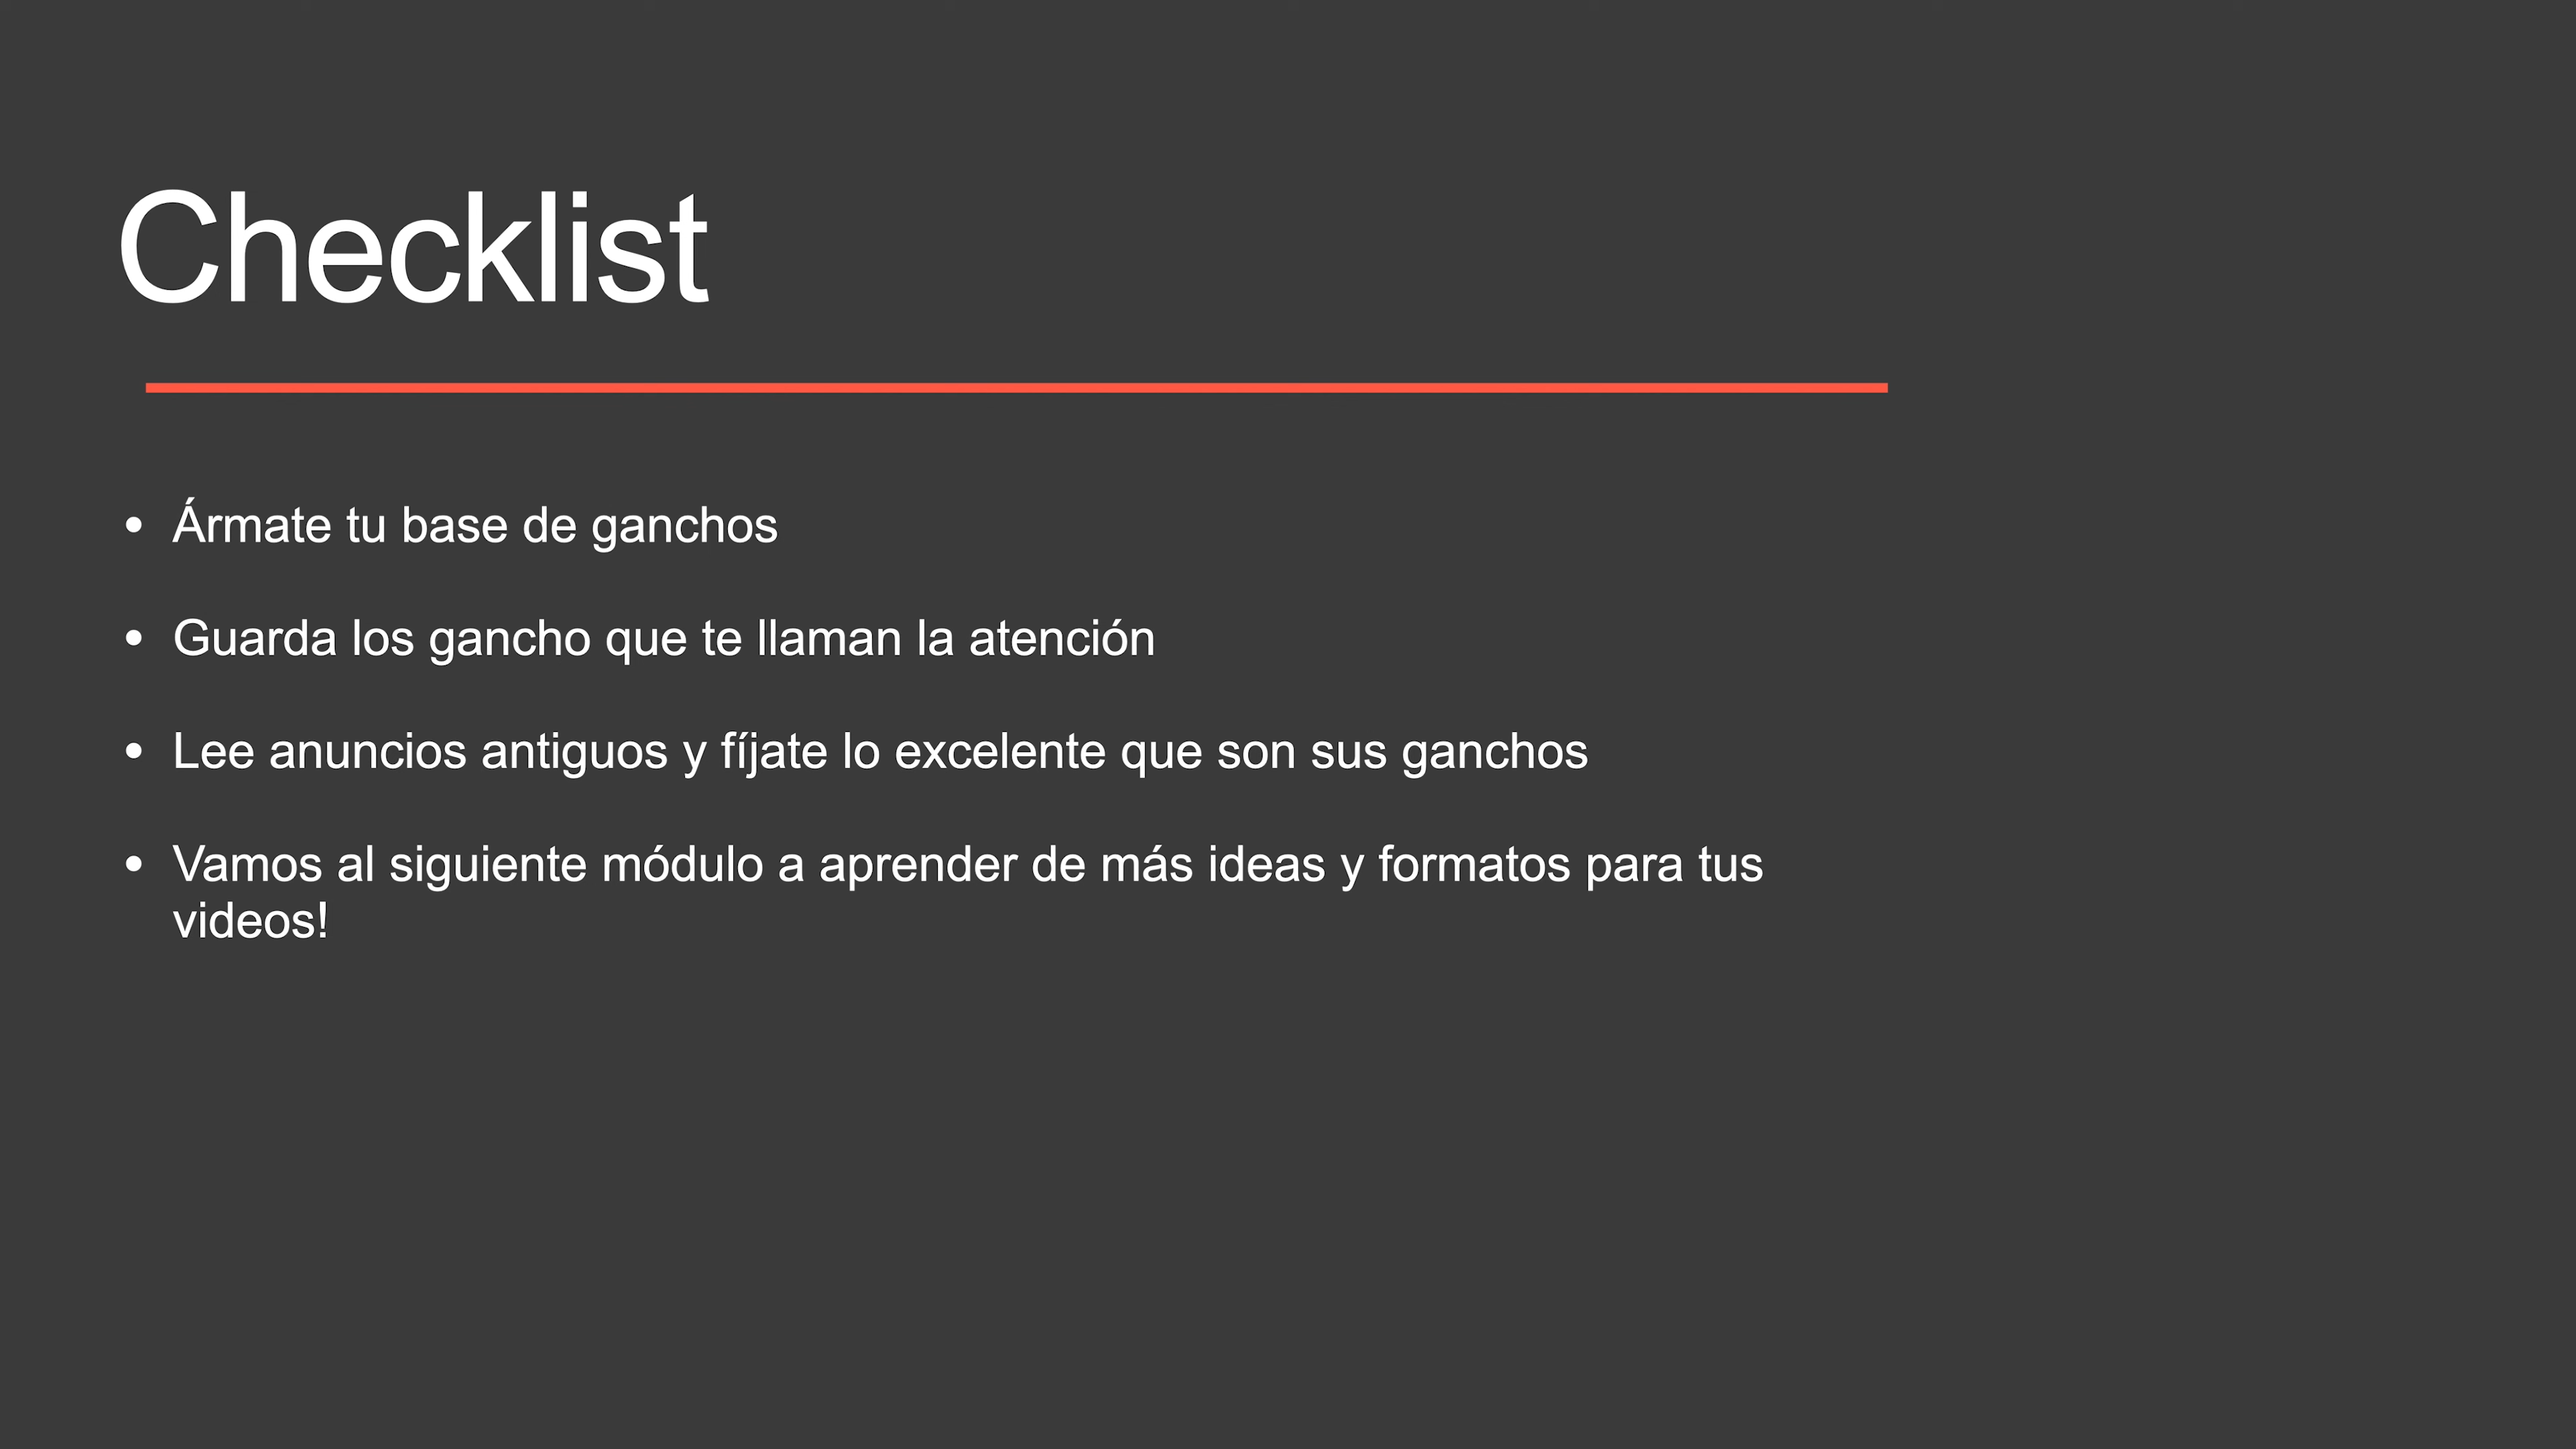 Checklist
• Ármate tu base de ganchos
• Guarda los gancho que te llaman la atención
• Lee anuncios antiguos y fíjate lo excelente que son sus ganchos
• Vamos al siguiente módulo a aprender de más ideas y formatos para tus
videos!